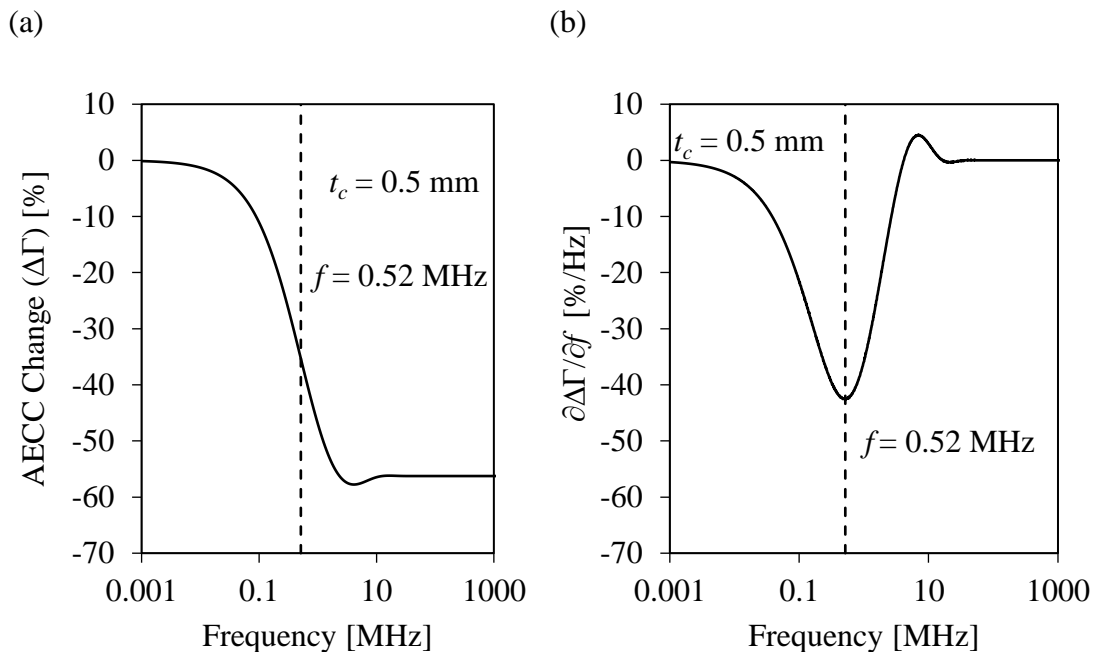 (a)
10
0
-10
-20
-30
-40
-50
-60
-70
0.001
0.1
10
1000
AECC Change (ΔΓ) [%]
Frequency [MHz]
t_c = 0.5 mm
f = 0.52 MHz
(b)
10
0
-10
-20
-30
-40
-50
-60
-70
0.001
0.1
10
1000
∂ΔΓ/∂f [%/Hz]
Frequency [MHz]
t_c = 0.5 mm
f = 0.52 MHz